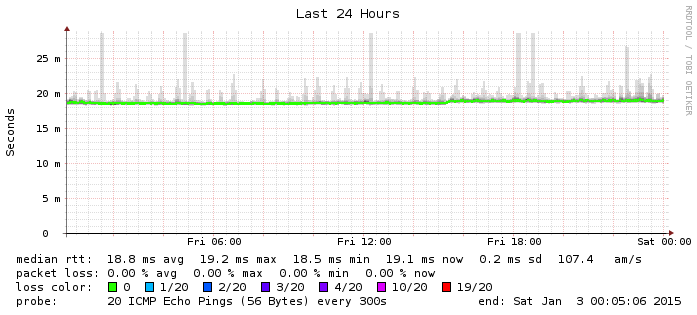 Last 24 Hours
RRDTOOL / TOBI OETIKER
Seconds
25 m
20 m
15 m
10 m
5 m
0
Fri 06:00 Fri 12:00 Fri 18:00 Sat 00:00
median rtt: 18.8 ms avg 19.2 ms max 18.5 ms min 19.1 ms now 0.2 ms sd 107.4 am/s
packet loss: 0.00 % avg 0.00 % max 0.00 % min 0.00 % now
loss color: 0 1/20 2/20 3/20 4/20 10/20 19/20
probe: 20 ICMP Echo Pings (56 Bytes) every 300s end: Sat Jan 3 00:05:06 2015